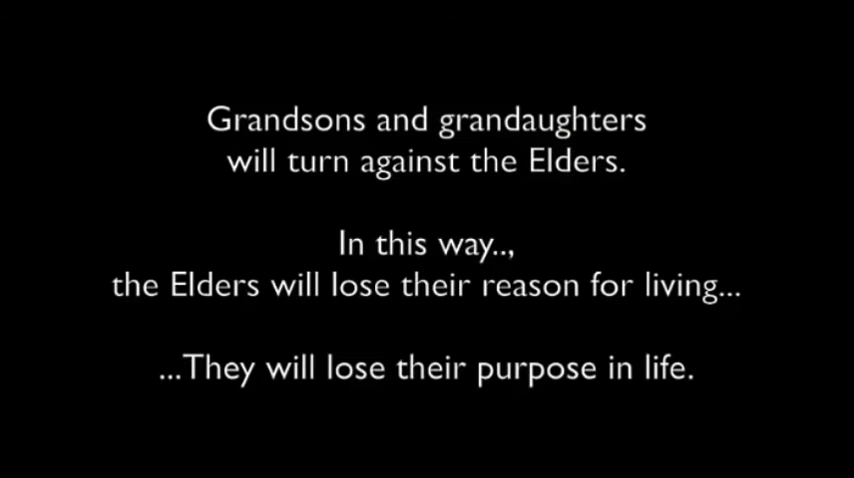 Grandsons and grandaughters
will turn against the Elders.
In this way..,
the Elders will lose their reason for living...
...They will lose their purpose in life.